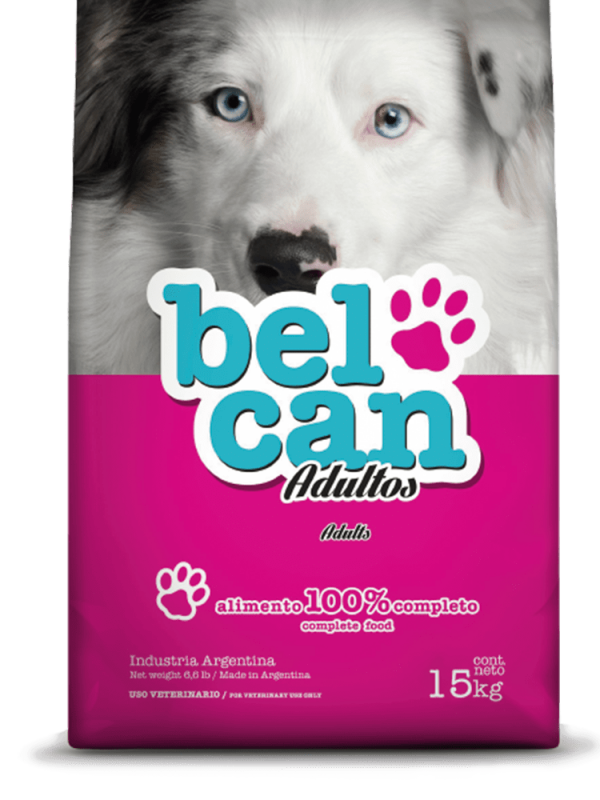 bel
can
Adultos
Adults
alimento 100% completo
complete food
Industria Argentina
Net weight 6,6 lb / Made in Argentina
USO VETERINARIO / FOR VETERINARY USE ONLY
cont.
neto
15kg